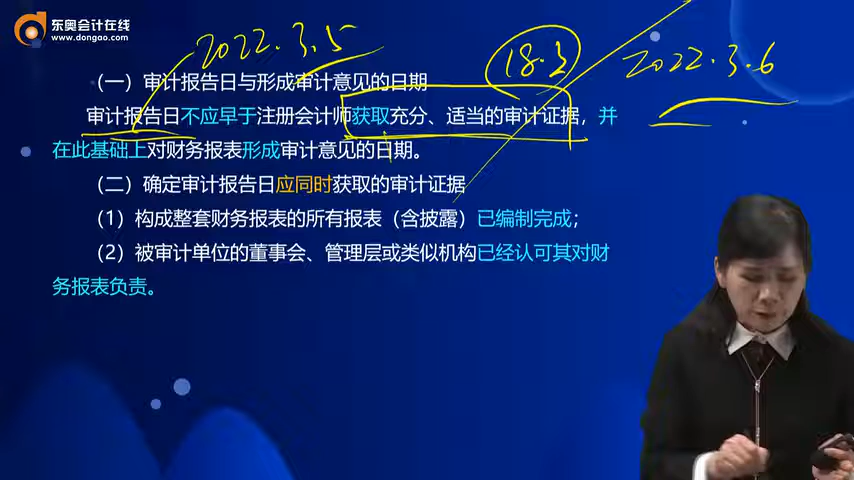 东奥会计在线
www.dongao.com
2022.3.5
18.2
2022.3.6
（一）审计报告日与形成审计意见的日期
审计报告日不应早于注册会计师获取充分、适当的审计证据，并
在此基础上对财务报表形成审计意见的日期。
（二）确定审计报告日应同时获取的审计证据
（1）构成整套财务报表的所有报表（含披露）已编制完成；
（2）被审计单位的董事会、管理层或类似机构已经认可其对财
务报表负责。